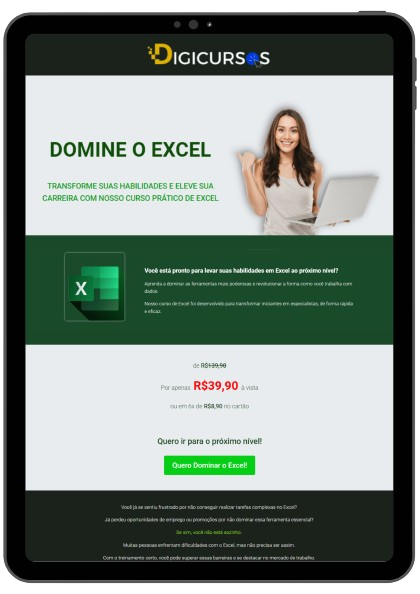 DIGICURSOS
DOMINE O EXCEL
TRANSFORME SUAS HABILIDADES E ELEVE SUA
CARREIRA COM NOSSO CURSO PRÁTICO DE EXCEL
X
Você está pronto para levar suas habilidades em Excel ao próximo nível?
Aprenda a dominar as ferramentas mais poderosas e revolucionar a forma como você trabalha com
dados.
Nosso curso de Excel foi desenvolvido para transformar iniciantes em especialistas, de forma rápida
e eficaz.
de R$139,90
Por apenas R$39,90 à vista
ou em 6x de R$8,90 no cartão
Quero ir para o próximo nível!
Quero Dominar o Excel!
Você já se sentiu frustrado por não conseguir realizar tarefas complexas no Excel?
Já perdeu oportunidades de emprego ou promoções por não dominar essa ferramenta essencial?
Se sim, você não está sozinho.
Muitas pessoas enfrentam dificuldades com o Excel, mas não precisa ser assim.
Com o treinamento certo, você pode superar essas barreiras e se destacar no mercado de trabalho.